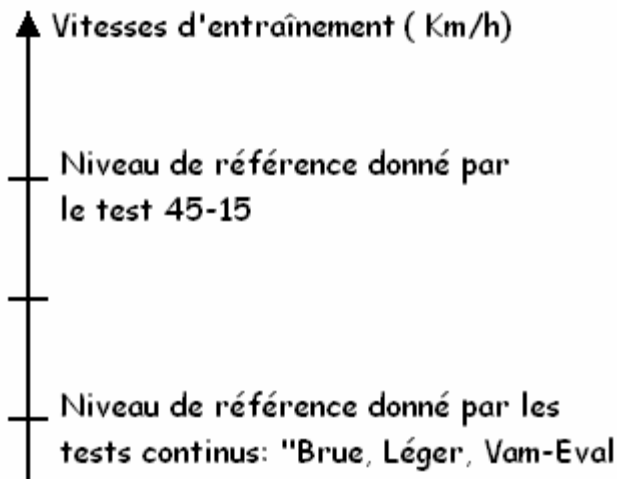 Vitesses d'entraînement ( Km/h)
Niveau de référence donné par
le test 45-15
Niveau de référence donné par les
tests continus: "Brue, Léger, Vam-Eval